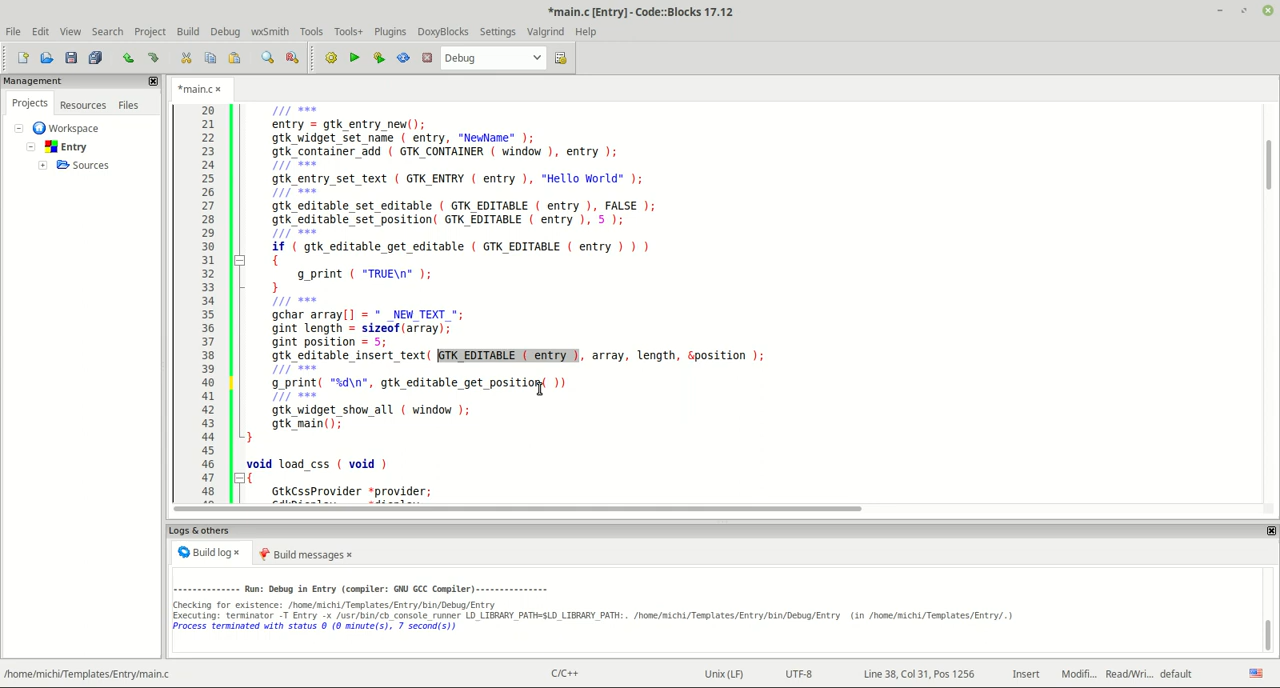 *main.c [Entry] - Code::Blocks 17.12
File Edit View Search Project Build Debug wxSmith Tools Tools+ Plugins DoxyBlocks Settings Valgrind Help
Debug
Management
Projects Resources Files
Workspace
Entry
Sources
*main.c
20 /// ***
21 entry = gtk_entry_new();
22 gtk_widget_set_name ( entry, "NewName" );
23 gtk_container_add ( GTK_CONTAINER ( window ), entry );
24 /// ***
25 gtk_entry_set_text ( GTK_ENTRY ( entry ), "Hello World" );
26 /// ***
27 gtk_editable_set_editable ( GTK_EDITABLE ( entry ), FALSE );
28 gtk_editable_set_position( GTK_EDITABLE ( entry ), 5 );
29 /// ***
30 if ( gtk_editable_get_editable ( GTK_EDITABLE ( entry ) ) )
31 {
32 g_print ( "TRUE\n" );
33 }
34 /// ***
35 gchar array[] = " _NEW_TEXT_";
36 gint length = sizeof(array);
37 gint position = 5;
38 gtk_editable_insert_text( GTK_EDITABLE ( entry ), array, length, &position );
39 /// ***
40 g_print( "%d\n", gtk_editable_get_position( ))
41 /// ***
42 gtk_widget_show_all ( window );
43 gtk_main();
44 }
45
46 void load_css ( void )
47 {
48 GtkCssProvider *provider;
Logs & others
Build log Build messages
-------------- Run: Debug in Entry (compiler: GNU GCC Compiler)---------------
Checking for existence: /home/michi/Templates/Entry/bin/Debug/Entry
Executing: terminator -T Entry -x /usr/bin/cb_console_runner LD_LIBRARY_PATH=$LD_LIBRARY_PATH:. /home/michi/Templates/Entry/bin/Debug/Entry (in /home/michi/Templates/Entry/.)
Process terminated with status 0 (0 minute(s), 7 second(s))
/home/michi/Templates/Entry/main.c C/C++ Unix (LF) UTF-8 Line 38, Col 31, Pos 1256 Insert Modifi... Read/Wri... default